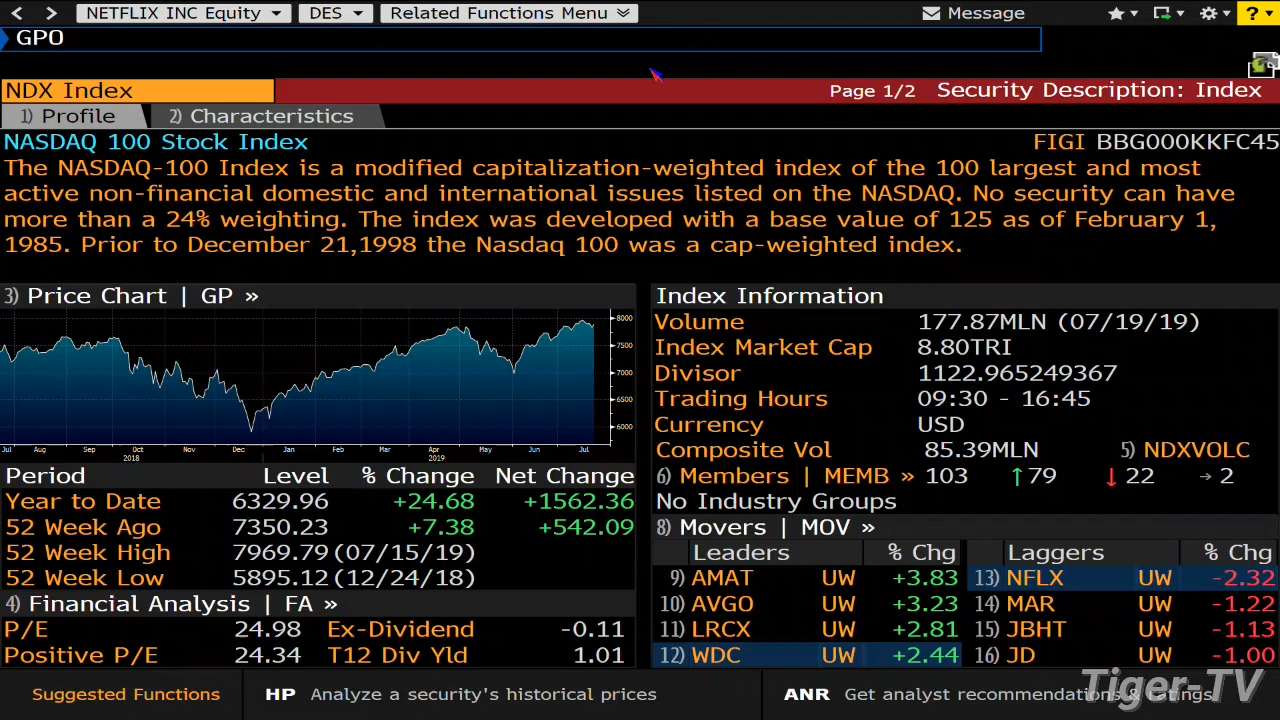 < > NETFLIX INC Equity DES Related Functions Menu Message ?
GPO
NDX Index Page 1/2 Security Description: Index
1) Profile 2) Characteristics
NASDAQ 100 Stock Index FIGI BBG000KKFC45
The NASDAQ-100 Index is a modified capitalization-weighted index of the 100 largest and most
active non-financial domestic and international issues listed on the NASDAQ. No security can have
more than a 24% weighting. The index was developed with a base value of 125 as of February 1,
1985. Prior to December 21,1998 the Nasdaq 100 was a cap-weighted index.
3) Price Chart | GP »
8000
7500
7000
6500
6000
Jul Aug Sep Oct Nov Dec Jan Feb Mar Apr May Jun Jul
2018 2019
Period Level % Change Net Change
Year to Date 6329.96 +24.68 +1562.36
52 Week Ago 7350.23 +7.38 +542.09
52 Week High 7969.79 (07/15/19)
52 Week Low 5895.12 (12/24/18)
4) Financial Analysis | FA »
P/E 24.98 Ex-Dividend -0.11
Positive P/E 24.34 T12 Div Yld 1.01
Index Information
Volume 177.87MLN (07/19/19)
Index Market Cap 8.80TRI
Divisor 1122.965249367
Trading Hours 09:30 - 16:45
Currency USD
Composite Vol 85.39MLN 5) NDXVOLC
6) Members | MEMB » 103 ↑79 ↓22 → 2
No Industry Groups
8) Movers | MOV »
Leaders % Chg Laggers % Chg
9) AMAT UW +3.83 13) NFLX UW -2.32
10) AVGO UW +3.23 14) MAR UW -1.22
11) LRCX UW +2.81 15) JBHT UW -1.13
12) WDC UW +2.44 16) JD UW -1.00
Suggested Functions HP Analyze a security's historical prices ANR Get analyst recommendations & ratings
Tiger-TV